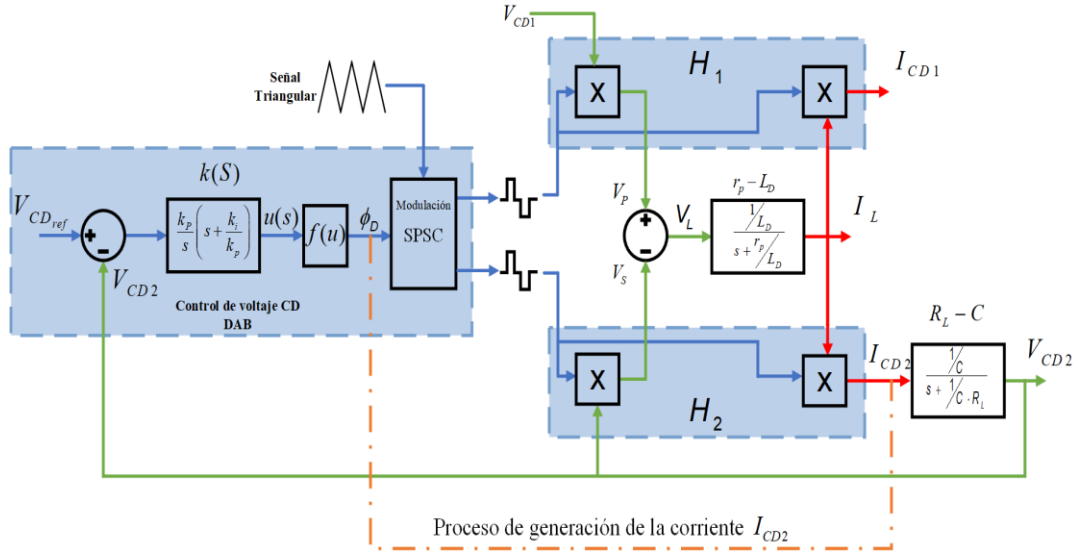 V_CD1
H_1
I_CD1
Señal
Triangular
X
X
k(S)
V_CDref
+
-
k_P/s (s + k_i/k_p)
u(s)
f(u)
ϕ_D
Modulación
SPSC
V_CD2
Control de voltaje CD
DAB
V_P
+
-
V_L
V_S
r_p - L_D
(1/L_D)/(s + r_p/L_D)
I_L
X
X
H_2
I_CD2
R_L - C
(1/C)/(s + 1/C·R_L)
V_CD2
Proceso de generación de la corriente I_CD2